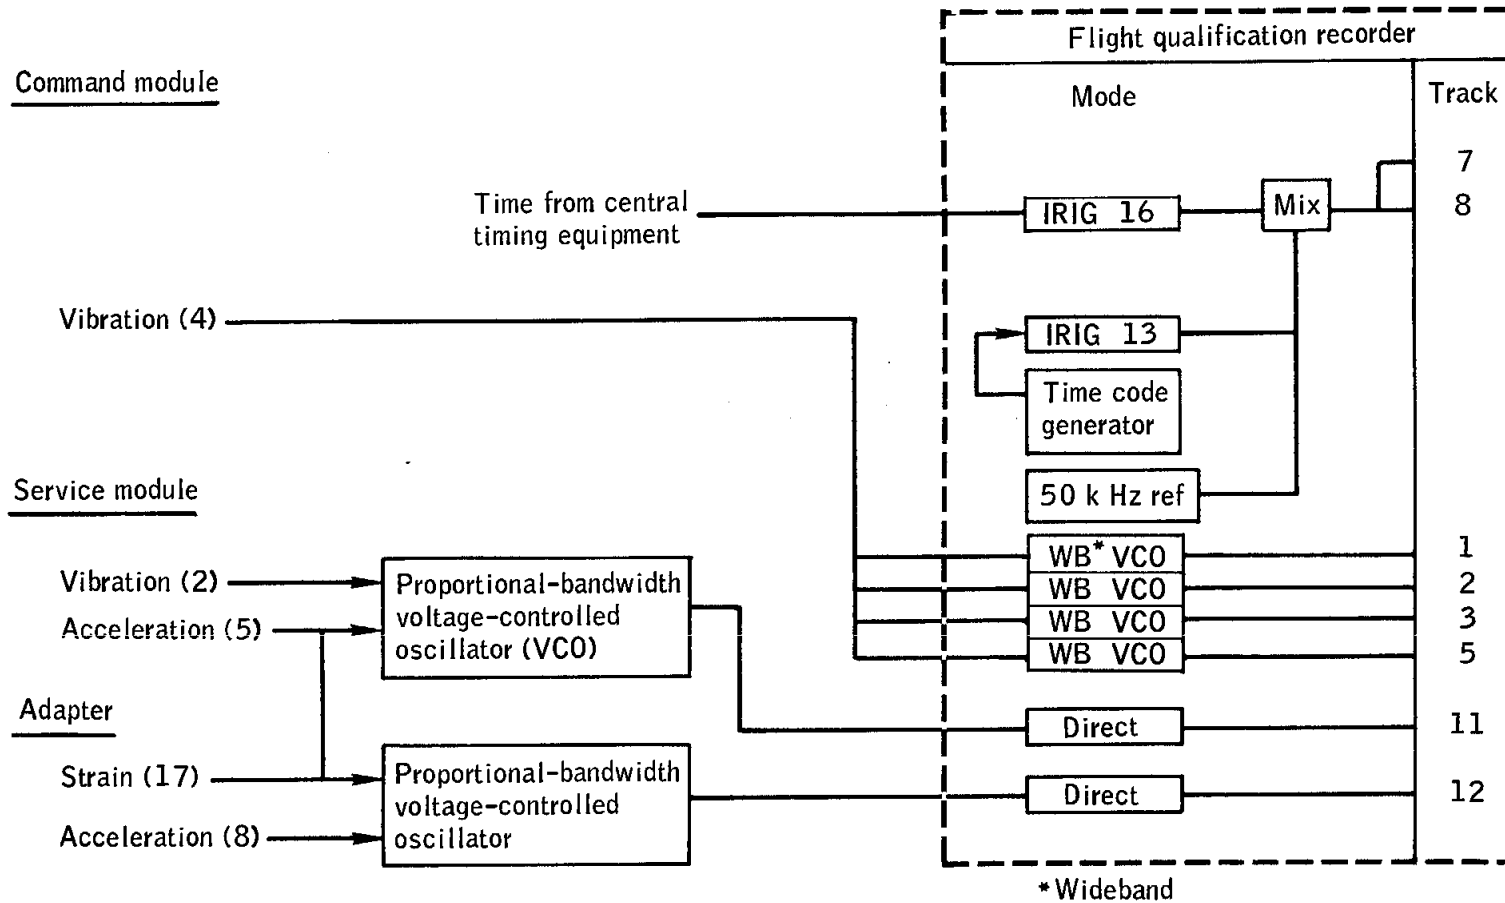 Flight qualification recorder
Command module
Mode
Track
7
Time from central
timing equipment
IRIG 16
Mix
8
Vibration (4)
IRIG 13
Time code
generator
Service module
50 k Hz ref
WB* VCO
1
Vibration (2)
Proportional-bandwidth
voltage-controlled
oscillator (VCO)
WB VCO
2
Acceleration (5)
WB VCO
3
WB VCO
5
Adapter
Direct
11
Strain (17)
Proportional-bandwidth
voltage-controlled
oscillator
Direct
12
Acceleration (8)
*Wideband